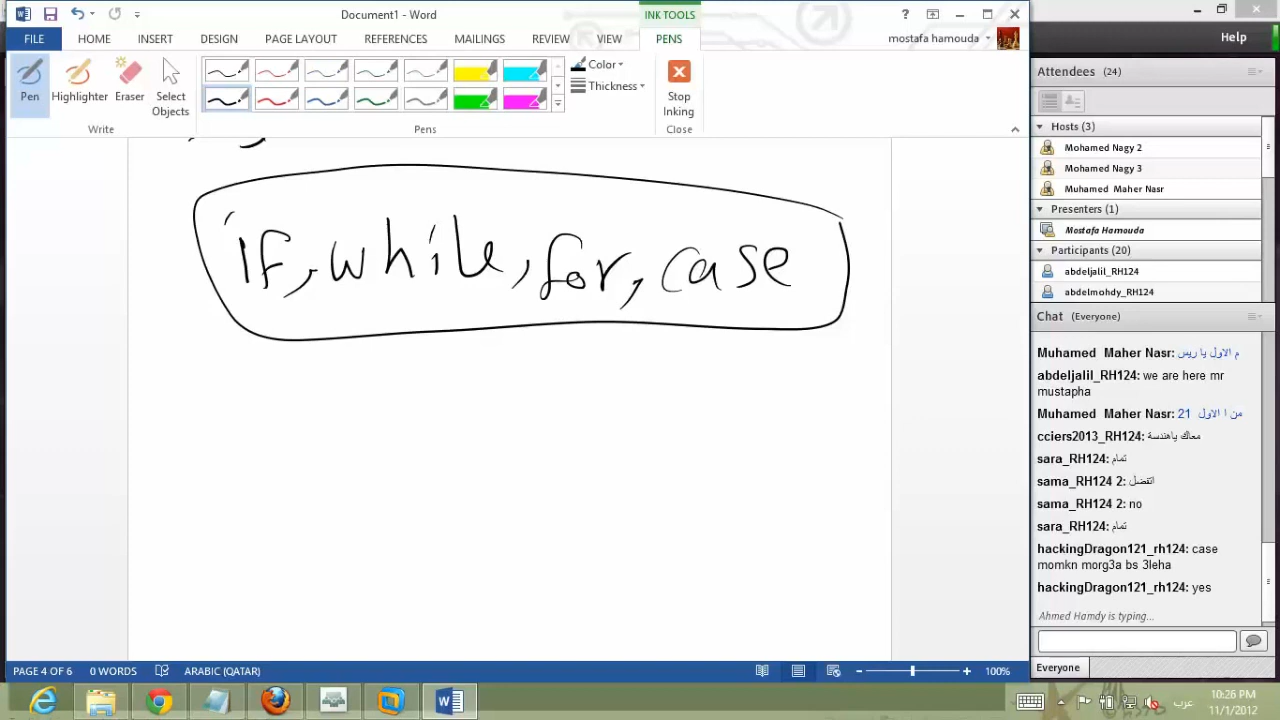 Document1 - Word
INK TOOLS
?
Help
FILE
HOME
INSERT
DESIGN
PAGE LAYOUT
REFERENCES
MAILINGS
REVIEW
VIEW
PENS
mostafa hamouda
Pen
Highlighter
Eraser
Select Objects
Color
Thickness
Stop Inking
Write
Pens
Close
if, while, for, case
Attendees (24)
Hosts (3)
Mohamed Nagy 2
Mohamed Nagy 3
Muhamed Maher Nasr
Presenters (1)
Mostafa Hamouda
Participants (20)
abdeljalil_RH124
abdelmohdy_RH124
Chat (Everyone)
Muhamed Maher Nasr: م الاول يا ريس
abdeljalil_RH124: we are here mr
mustapha
Muhamed Maher Nasr: من ا الاول 21
cciers2013_RH124: معاك ياهندسة
sara_RH124: تمام
sama_RH124 2: اتفضل
sama_RH124 2: no
sara_RH124: تمام
hackingDragon121_rh124: case
momkn morg3a bs 3leha
hackingDragon121_rh124: yes
Ahmed Hamdy is typing...
Everyone
PAGE 4 OF 6
0 WORDS
ARABIC (QATAR)
100%
عرب
10:26 PM
11/1/2012